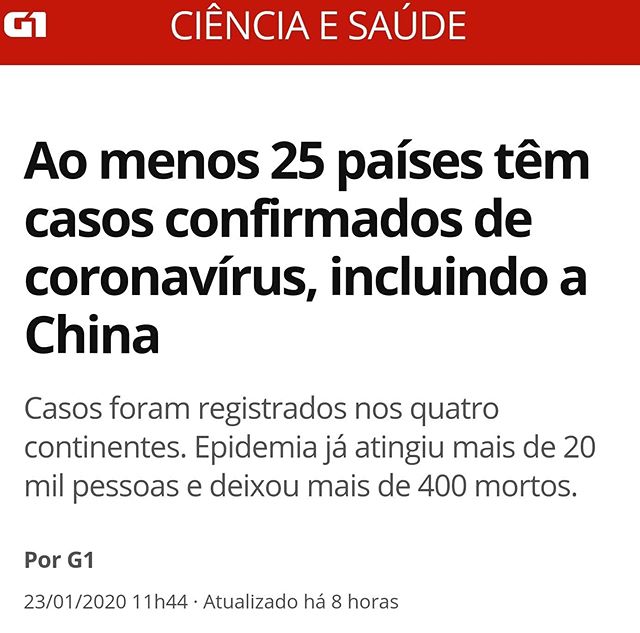 G1 CIÊNCIA E SAÚDE
Ao menos 25 países têm
casos confirmados de
coronavírus, incluindo a
China
Casos foram registrados nos quatro
continentes. Epidemia já atingiu mais de 20
mil pessoas e deixou mais de 400 mortos.
Por G1
23/01/2020 11h44 · Atualizado há 8 horas